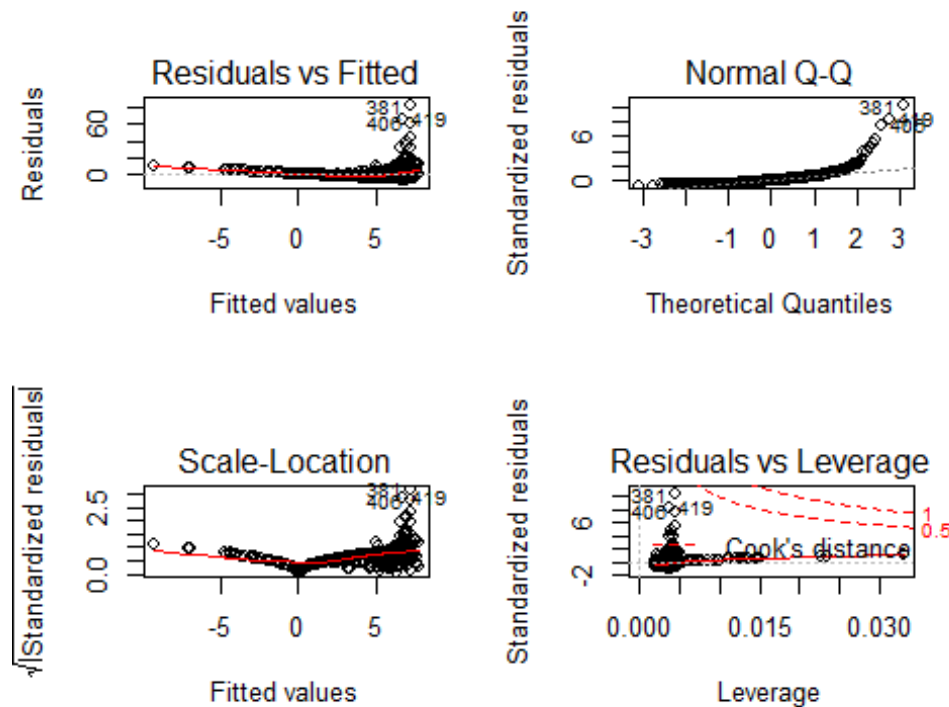 Residuals vs Fitted
Residuals
60
0
381
406
419
-5
0
5
Fitted values
Normal Q-Q
Standardized residuals
6
0
381
406
419
-3
-1
0
1
2
3
Theoretical Quantiles
Scale-Location
√|Standardized residuals|
2.5
0.0
381
406
419
-5
0
5
Fitted values
Residuals vs Leverage
Standardized residuals
6
-2
381
406
419
Cook's distance
1
0.5
0.000
0.015
0.030
Leverage